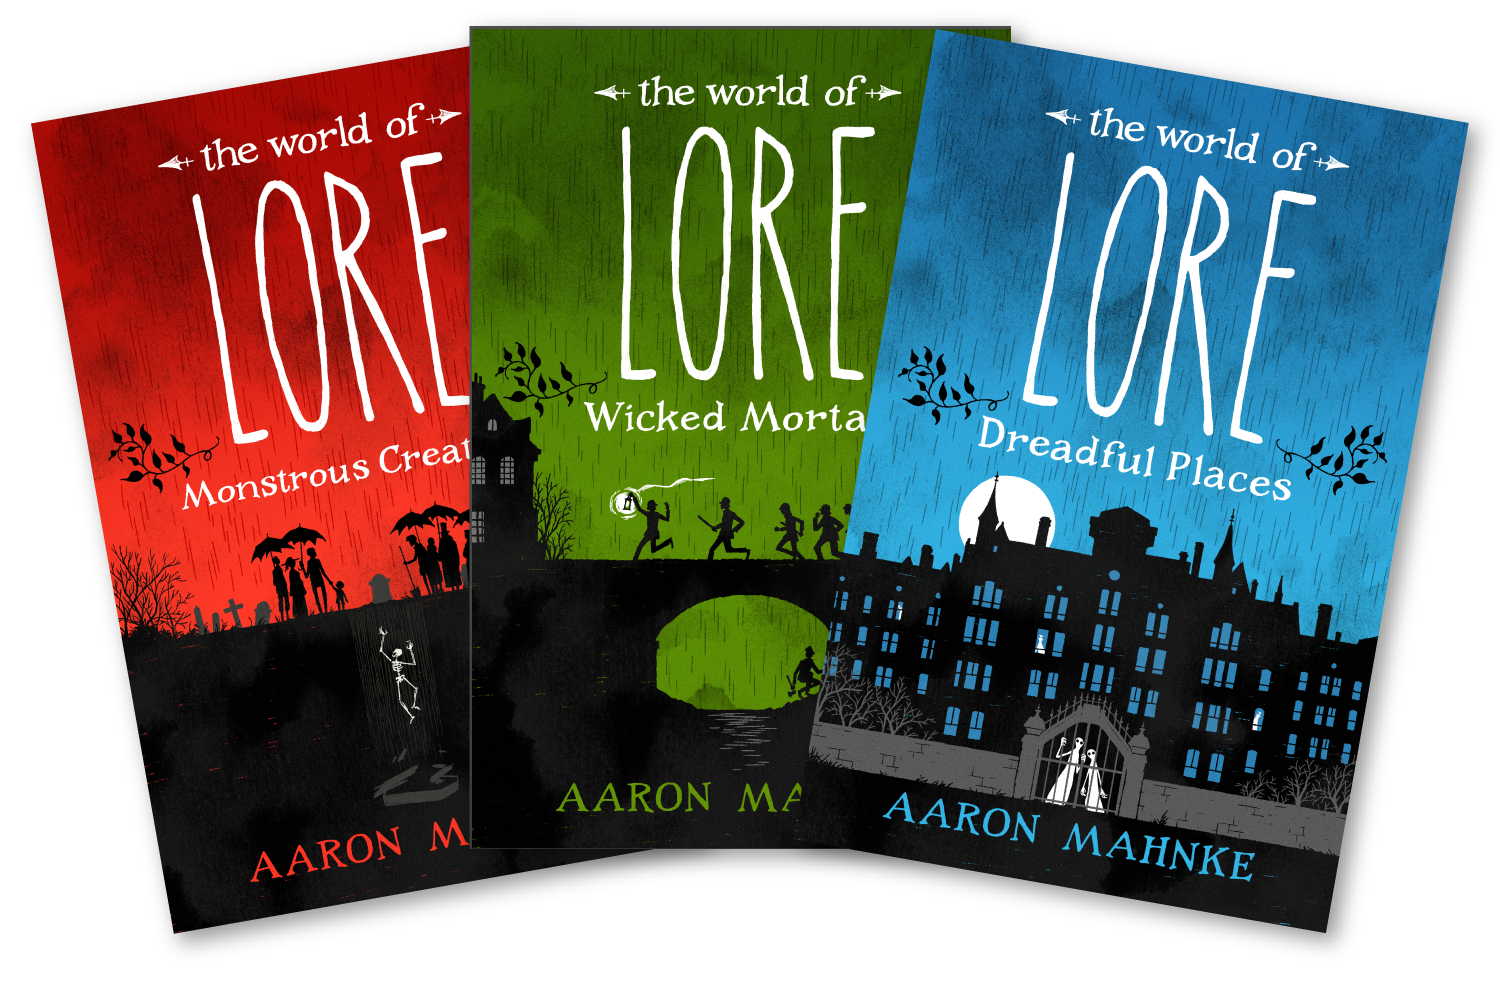 the world of
LORE
Monstrous Creat
AARON M
the world of
LORE
Wicked Morta
AARON MA
the world of
LORE
Dreadful Places
AARON MAHNKE